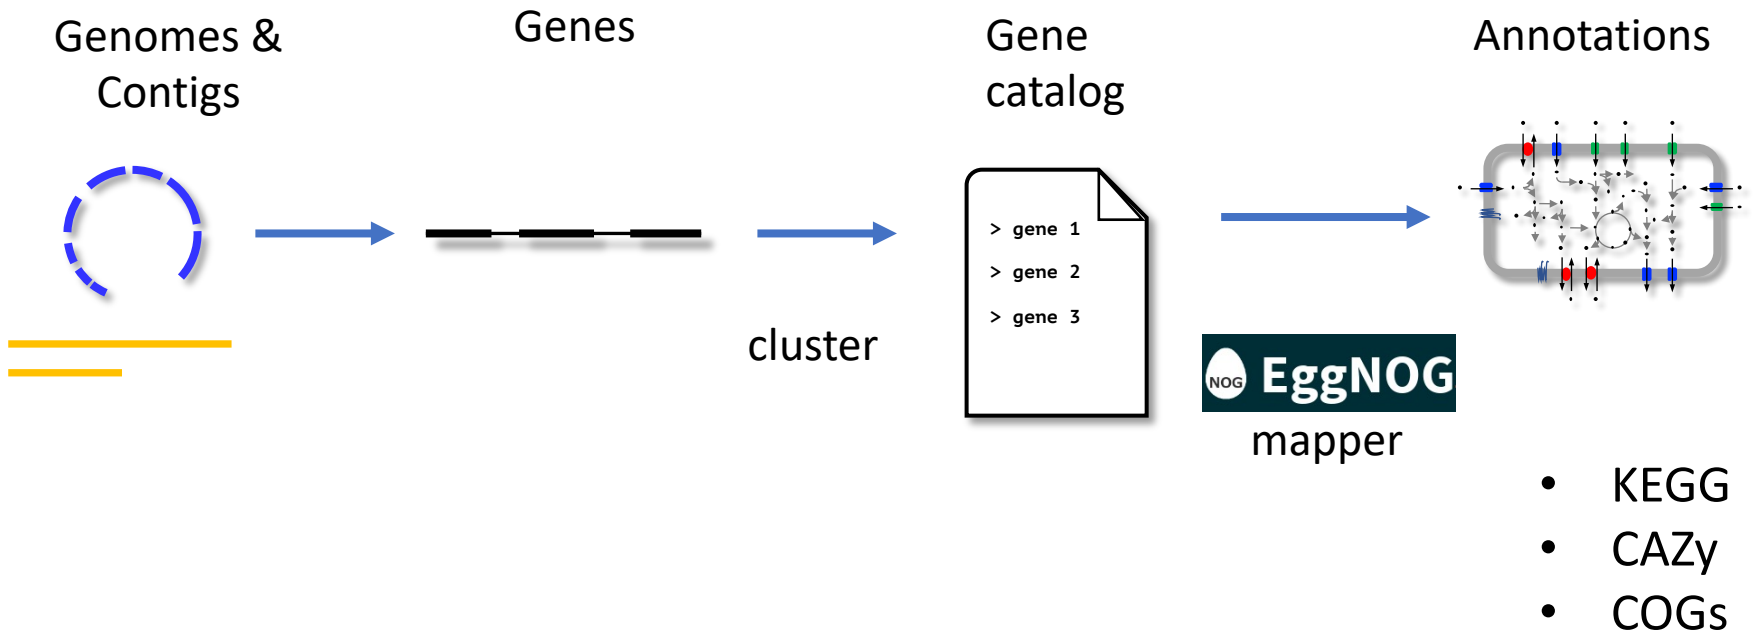 Genomes &
Contigs
Genes
Gene
catalog
Annotations
> gene 1
> gene 2
> gene 3
cluster
NOG EggNOG
mapper
• KEGG
• CAZy
• COGs